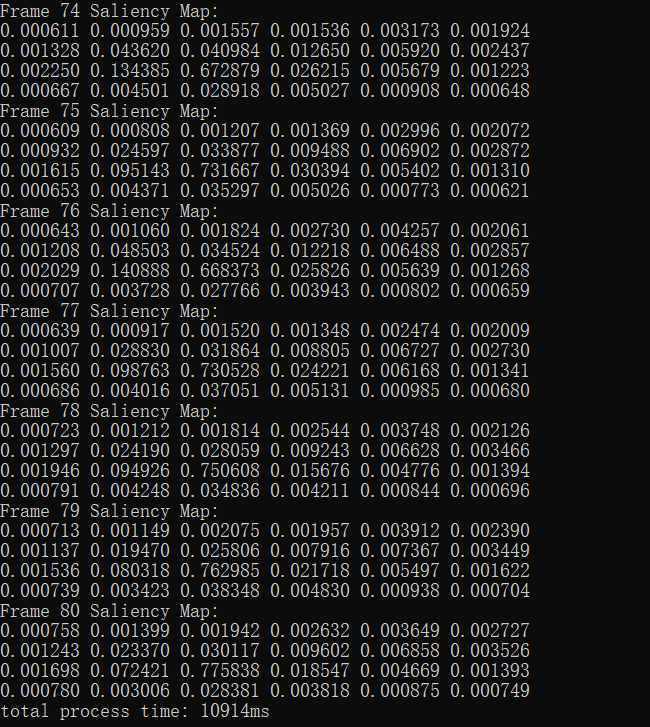 Frame 74 Saliency Map:
0.000611 0.000959 0.001557 0.001536 0.003173 0.001924
0.001328 0.043620 0.040984 0.012650 0.005920 0.002437
0.002250 0.134385 0.672879 0.026215 0.005679 0.001223
0.000667 0.004501 0.028918 0.005027 0.000908 0.000648
Frame 75 Saliency Map:
0.000609 0.000808 0.001207 0.001369 0.002996 0.002072
0.000932 0.024597 0.033877 0.009488 0.006902 0.002872
0.001615 0.095143 0.731667 0.030394 0.005402 0.001310
0.000653 0.004371 0.035297 0.005026 0.000773 0.000621
Frame 76 Saliency Map:
0.000643 0.001060 0.001824 0.002730 0.004257 0.002061
0.001208 0.048503 0.034524 0.012218 0.006488 0.002857
0.002029 0.140888 0.668373 0.025826 0.005639 0.001268
0.000707 0.003728 0.027766 0.003943 0.000802 0.000659
Frame 77 Saliency Map:
0.000639 0.000917 0.001520 0.001348 0.002474 0.002009
0.001007 0.028830 0.031864 0.008805 0.006727 0.002730
0.001560 0.098763 0.730528 0.024221 0.006168 0.001341
0.000686 0.004016 0.037051 0.005131 0.000985 0.000680
Frame 78 Saliency Map:
0.000723 0.001212 0.001814 0.002544 0.003748 0.002126
0.001297 0.024190 0.028059 0.009243 0.006628 0.003466
0.001946 0.094926 0.750608 0.015676 0.004776 0.001394
0.000791 0.004248 0.034836 0.004211 0.000844 0.000696
Frame 79 Saliency Map:
0.000713 0.001149 0.002075 0.001957 0.003912 0.002390
0.001137 0.019470 0.025806 0.007916 0.007367 0.003449
0.001536 0.080318 0.762985 0.021718 0.005497 0.001622
0.000739 0.003423 0.038348 0.004830 0.000938 0.000704
Frame 80 Saliency Map:
0.000758 0.001399 0.001942 0.002632 0.003649 0.002727
0.001243 0.023370 0.030117 0.009602 0.006858 0.003526
0.001698 0.072421 0.775838 0.018547 0.004669 0.001393
0.000780 0.003006 0.028381 0.003818 0.000875 0.000749
total process time: 10914ms